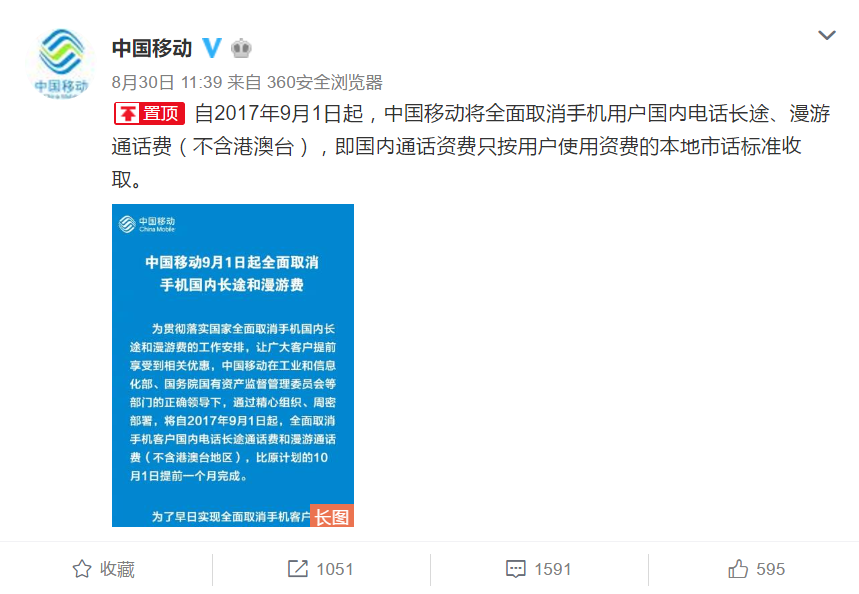 中国移动
中国移动
8月30日 11:39 来自 360安全浏览器
置顶 自2017年9月1日起，中国移动将全面取消手机用户国内电话长途、漫游
通话费（不含港澳台），即国内通话资费只按用户使用资费的本地市话标准收
取。
中国移动
China Mobile
中国移动9月1日起全面取消
手机国内长途和漫游费
为贯彻落实国家全面取消手机国内长
途和漫游费的工作安排，让广大客户提前
享受到相关优惠，中国移动在工业和信息
化部、国务院国有资产监督管理委员会等
部门的正确领导下，通过精心组织、周密
部署，将自2017年9月1日起，全面取消
手机客户国内电话长途通话费和漫游通话
费（不含港澳台地区），比原计划的10
月1日提前一个月完成。
为了早日实现全面取消手机客户
长图
收藏
1051
1591
595